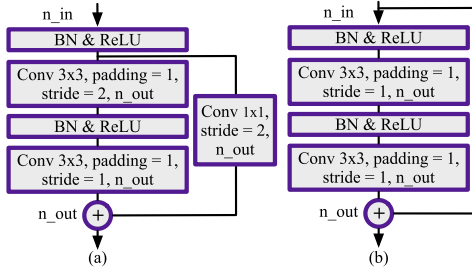 n_in
BN & ReLU
Conv 3x3, padding = 1,
stride = 2, n_out
BN & ReLU
Conv 3x3, padding = 1,
stride = 1, n_out
Conv 1x1,
stride = 2,
n_out
n_out
+
(a)
n_in
BN & ReLU
Conv 3x3, padding = 1,
stride = 1, n_out
BN & ReLU
Conv 3x3, padding = 1,
stride = 1, n_out
n_out
+
(b)